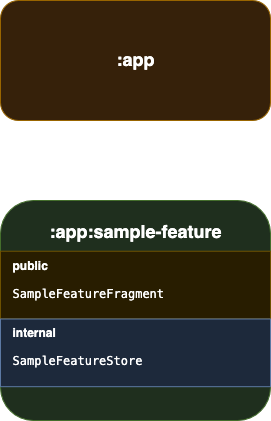 :app
:app:sample-feature
public
SampleFeatureFragment
internal
SampleFeatureStore